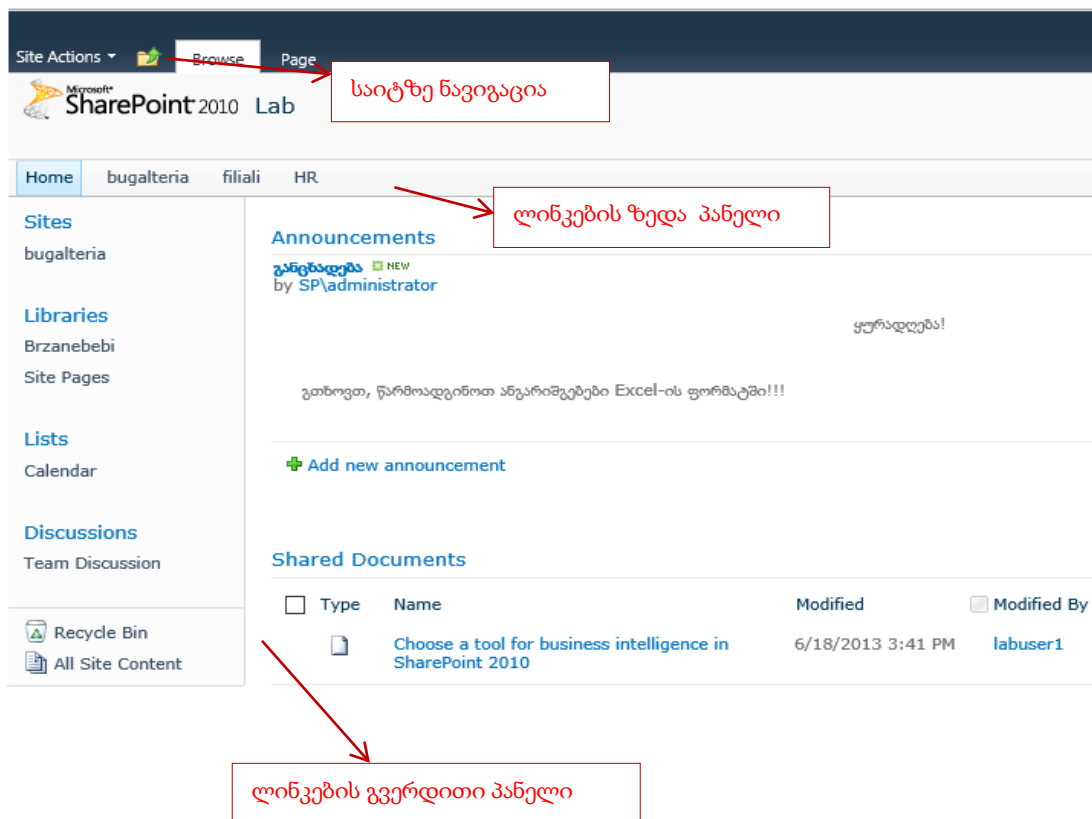 Site Actions Browse Page
საიტზე ნავიგაცია
Microsoft
SharePoint 2010 Lab
Home bugalteria filiali HR
ლინკების ზედა პანელი
Sites
bugalteria
Libraries
Brzanebebi
Site Pages
Lists
Calendar
Discussions
Team Discussion
Recycle Bin
All Site Content
Announcements
განცხადება NEW
by SP\administrator
ყურადღება!
გთხოვთ, წარმოადგინოთ ანგარიშგებები Excel-ის ფორმატში!!!
Add new announcement
Shared Documents
Type Name Modified Modified By
Choose a tool for business intelligence in 6/18/2013 3:41 PM labuser1
SharePoint 2010
ლინკების გვერდითი პანელი